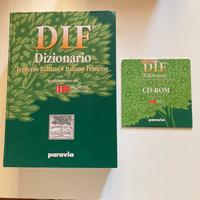 DIF
Dizionario
Francese Italiano • Italiano Francese
H
paravia
DIF
CD-ROM
paravia